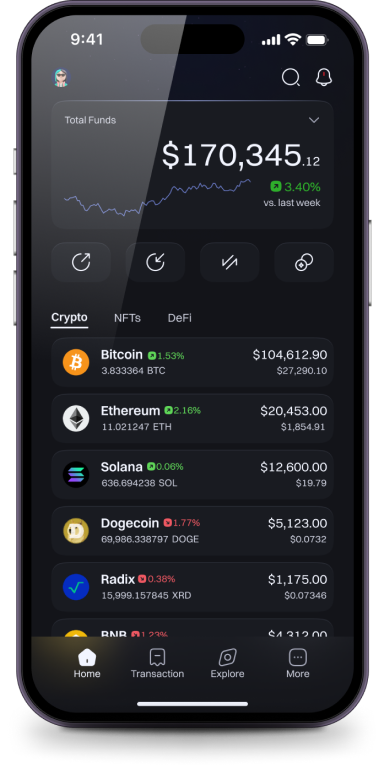 9:41
Total Funds
$170,345.12
3.40%
vs. last week
Crypto NFTs DeFi
Bitcoin 1.53% $104,612.90
3.833364 BTC $27,290.10
Ethereum 2.16% $20,453.00
11.021247 ETH $1,854.91
Solana 0.06% $12,600.00
636.694238 SOL $19.79
Dogecoin 1.77% $5,123.00
69,986.338797 DOGE $0.0732
Radix 0.38% $1,175.00
15,999.157845 XRD $0.07346
BNB 1.23% $4,312.00
Home Transaction Explore More